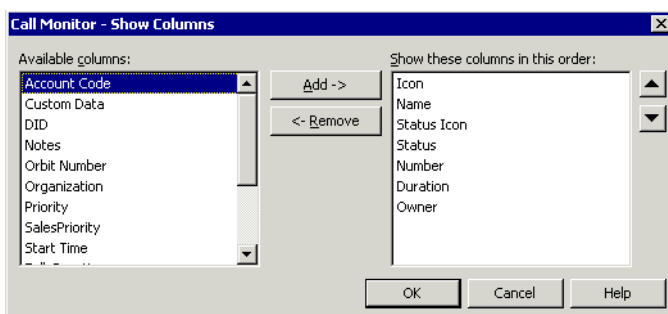 Call Monitor - Show Columns
Available columns:
Account Code
Custom Data
DID
Notes
Orbit Number
Organization
Priority
SalesPriority
Start Time
Add ->
<- Remove
Show these columns in this order:
Icon
Name
Status Icon
Status
Number
Duration
Owner
OK
Cancel
Help